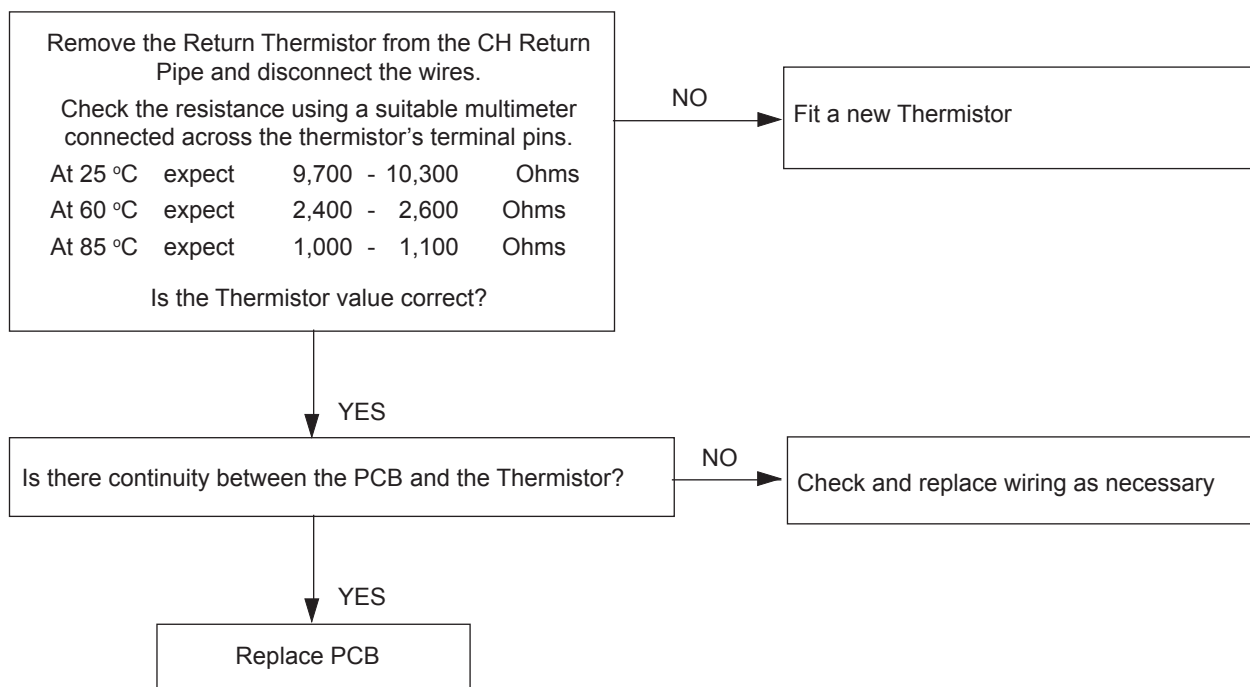 Remove the Return Thermistor from the CH Return
Pipe and disconnect the wires.
Check the resistance using a suitable multimeter
connected across the thermistor's terminal pins.
At 25 ºC expect 9,700 - 10,300 Ohms
At 60 ºC expect 2,400 - 2,600 Ohms
At 85 ºC expect 1,000 - 1,100 Ohms
Is the Thermistor value correct?
NO
Fit a new Thermistor
YES
Is there continuity between the PCB and the Thermistor?
NO
Check and replace wiring as necessary
YES
Replace PCB